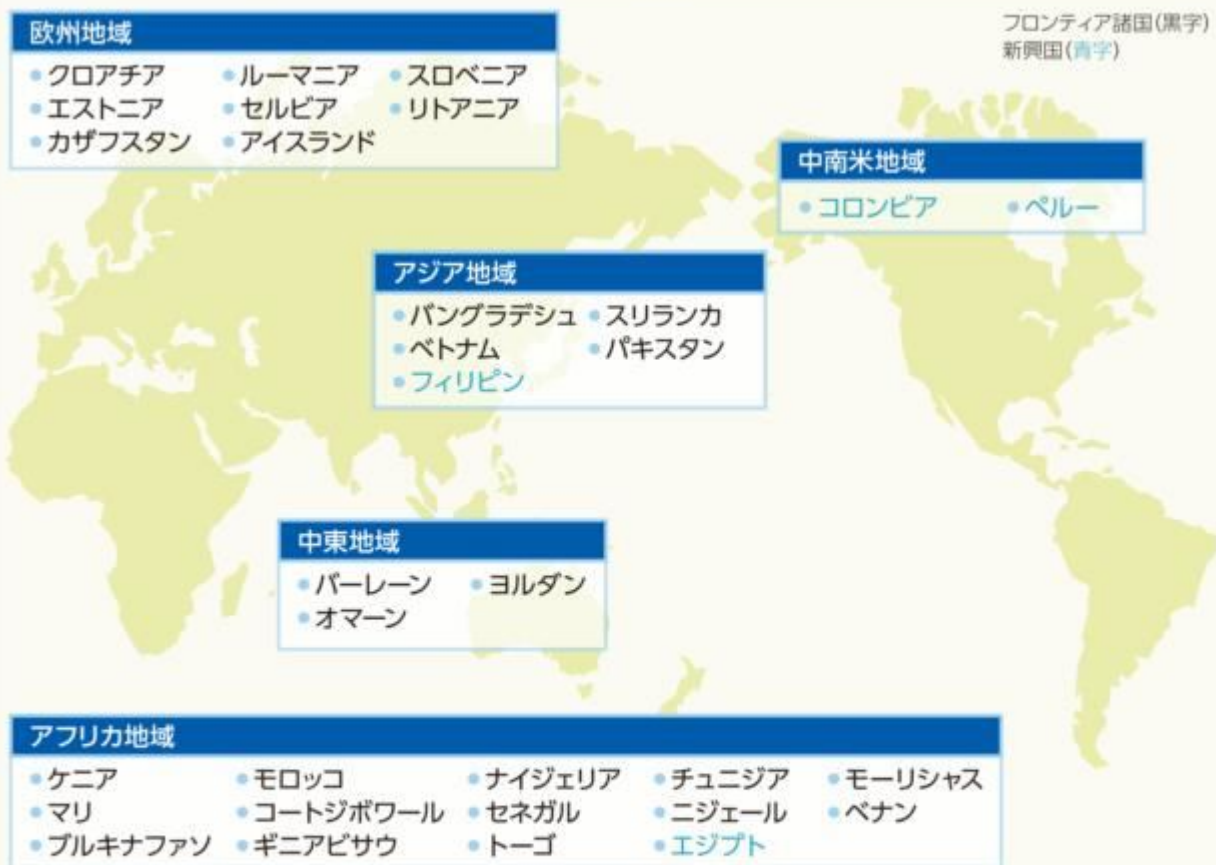 フロンティア諸国(黒字)
新興国(青字)
欧州地域
•クロアチア •ルーマニア •スロベニア
•エストニア •セルビア •リトアニア
•カザフスタン •アイスランド
中南米地域
•コロンビア •ペルー
アジア地域
•バングラデシュ •スリランカ
•ベトナム •パキスタン
•フィリピン
中東地域
•バーレーン •ヨルダン
•オマーン
アフリカ地域
•ケニア •モロッコ •ナイジェリア •チュニジア •モーリシャス
•マリ •コートジボワール •セネガル •ニジェール •ベナン
•ブルキナファソ •ギニアビサウ •トーゴ •エジプト